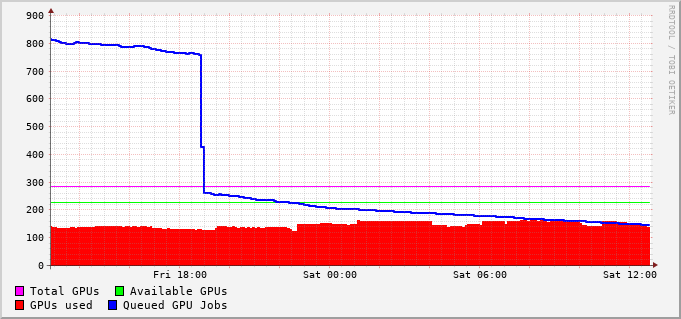 900
800
700
600
500
400
300
200
100
0
Fri 18:00 Sat 00:00 Sat 06:00 Sat 12:00
Total GPUs Available GPUs
GPUs used Queued GPU Jobs
RRDTOOL / TOBI OETIKER